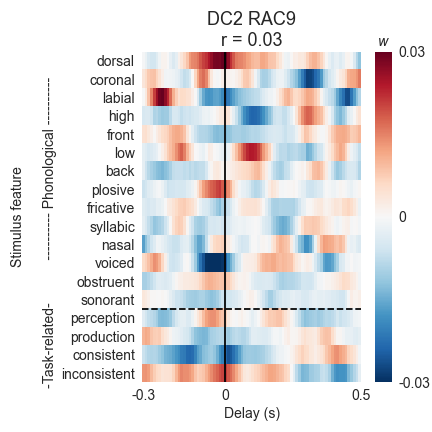 DC2 RAC9
r = 0.03
w
dorsal
coronal
labial
high
front
low
back
plosive
fricative
syllabic
nasal
voiced
obstruent
sonorant
perception
production
consistent
inconsistent
Stimulus feature
-Task-related- ---------- Phonological ----------
0.03
0
-0.03
-0.3
0
0.5
Delay (s)